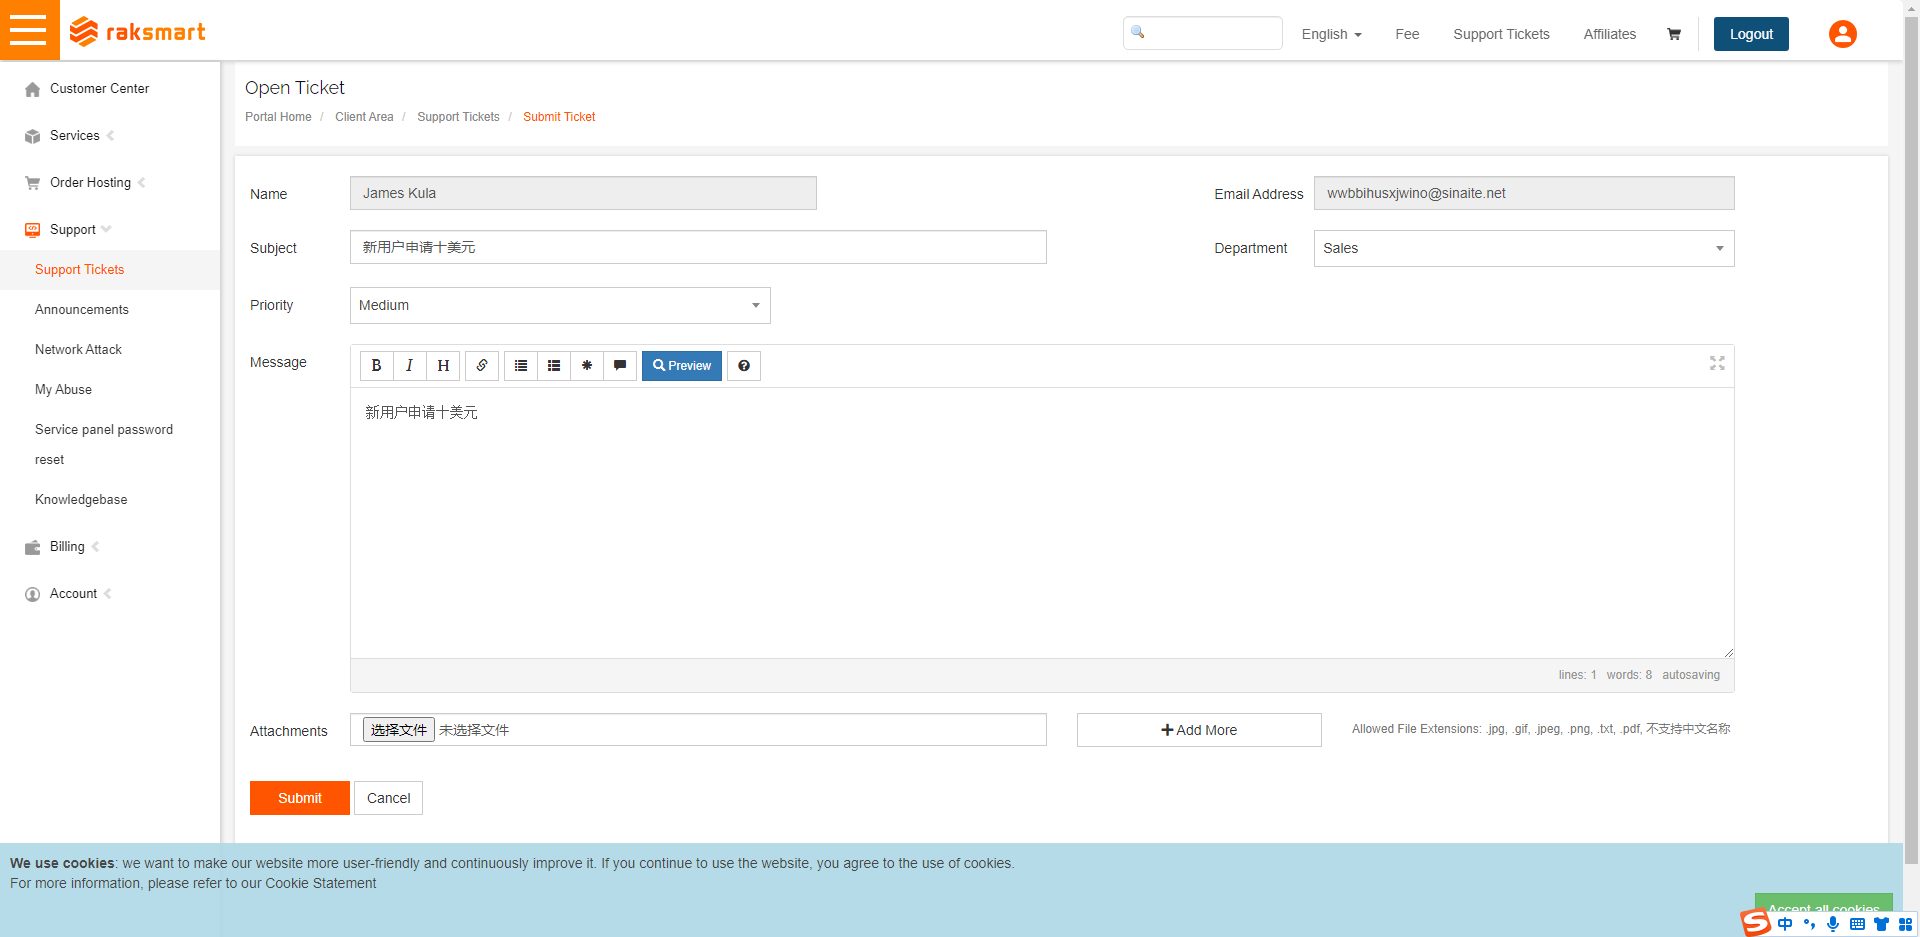 raksmart
English
Fee
Support Tickets
Affiliates
Logout
Customer Center
Services
Order Hosting
Support
Support Tickets
Announcements
Network Attack
My Abuse
Service panel password
reset
Knowledgebase
Billing
Account
Open Ticket
Portal Home / Client Area / Support Tickets / Submit Ticket
Name James Kula Email Address wwbbihusxjwino@sinaite.net
Subject 新用户申请十美元 Department Sales
Priority Medium
Message B I H Preview
新用户申请十美元
lines: 1 words: 8 autosaving
Attachments 选择文件 未选择文件 Add More Allowed File Extensions: .jpg, .gif, .jpeg, .png, .txt, .pdf, 不支持中文名称
Submit Cancel
We use cookies: we want to make our website more user-friendly and continuously improve it. If you continue to use the website, you agree to the use of cookies.
For more information, please refer to our Cookie Statement
Accept all cookies
S 中